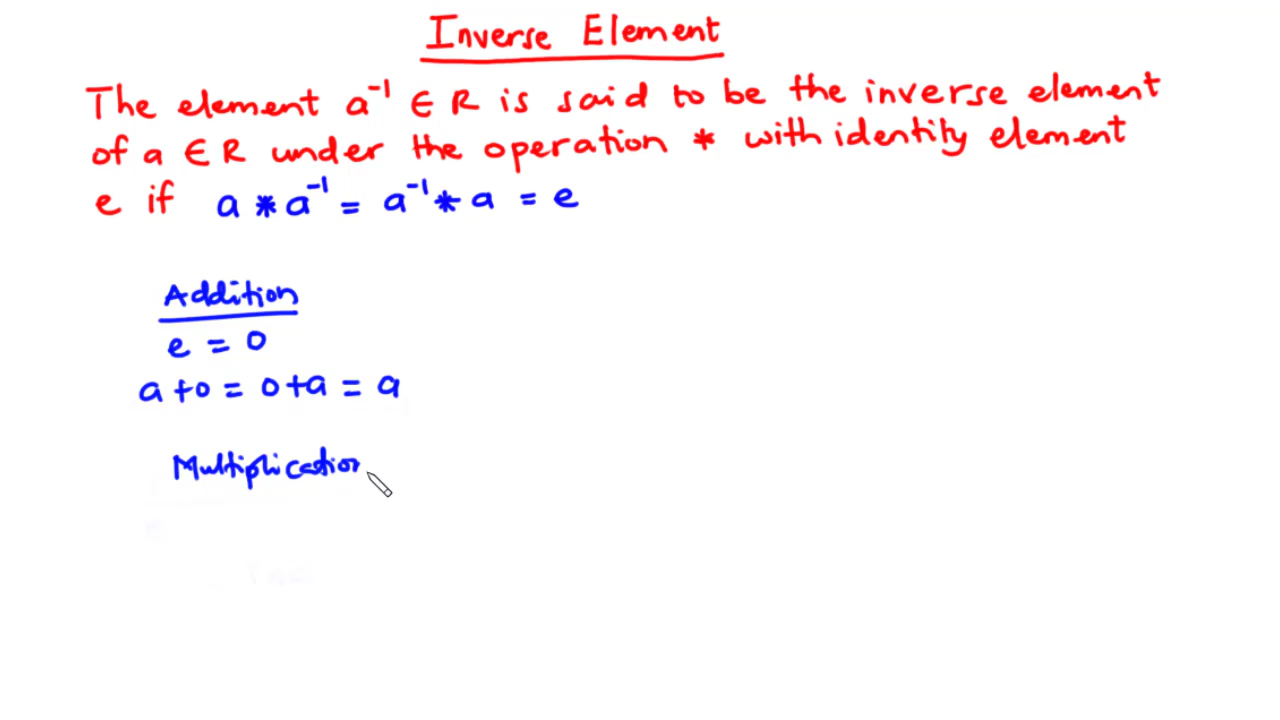 Inverse Element
The element a⁻¹ ∈ R is said to be the inverse element
of a ∈ R under the operation * with identity element
e if a * a⁻¹ = a⁻¹ * a = e
Addition
e = 0
a + 0 = 0 + a = a
Multiplication